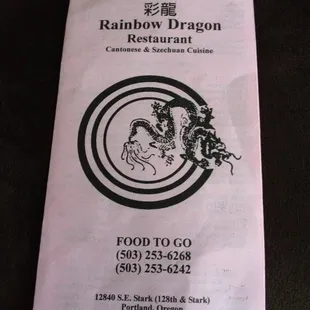 彩龍
Rainbow Dragon
Restaurant
Cantonese & Szechuan Cuisine
FOOD TO GO
(503) 253-6268
(503) 253-6242
12840 S.E. Stark (128th & Stark)
Portland, Oregon